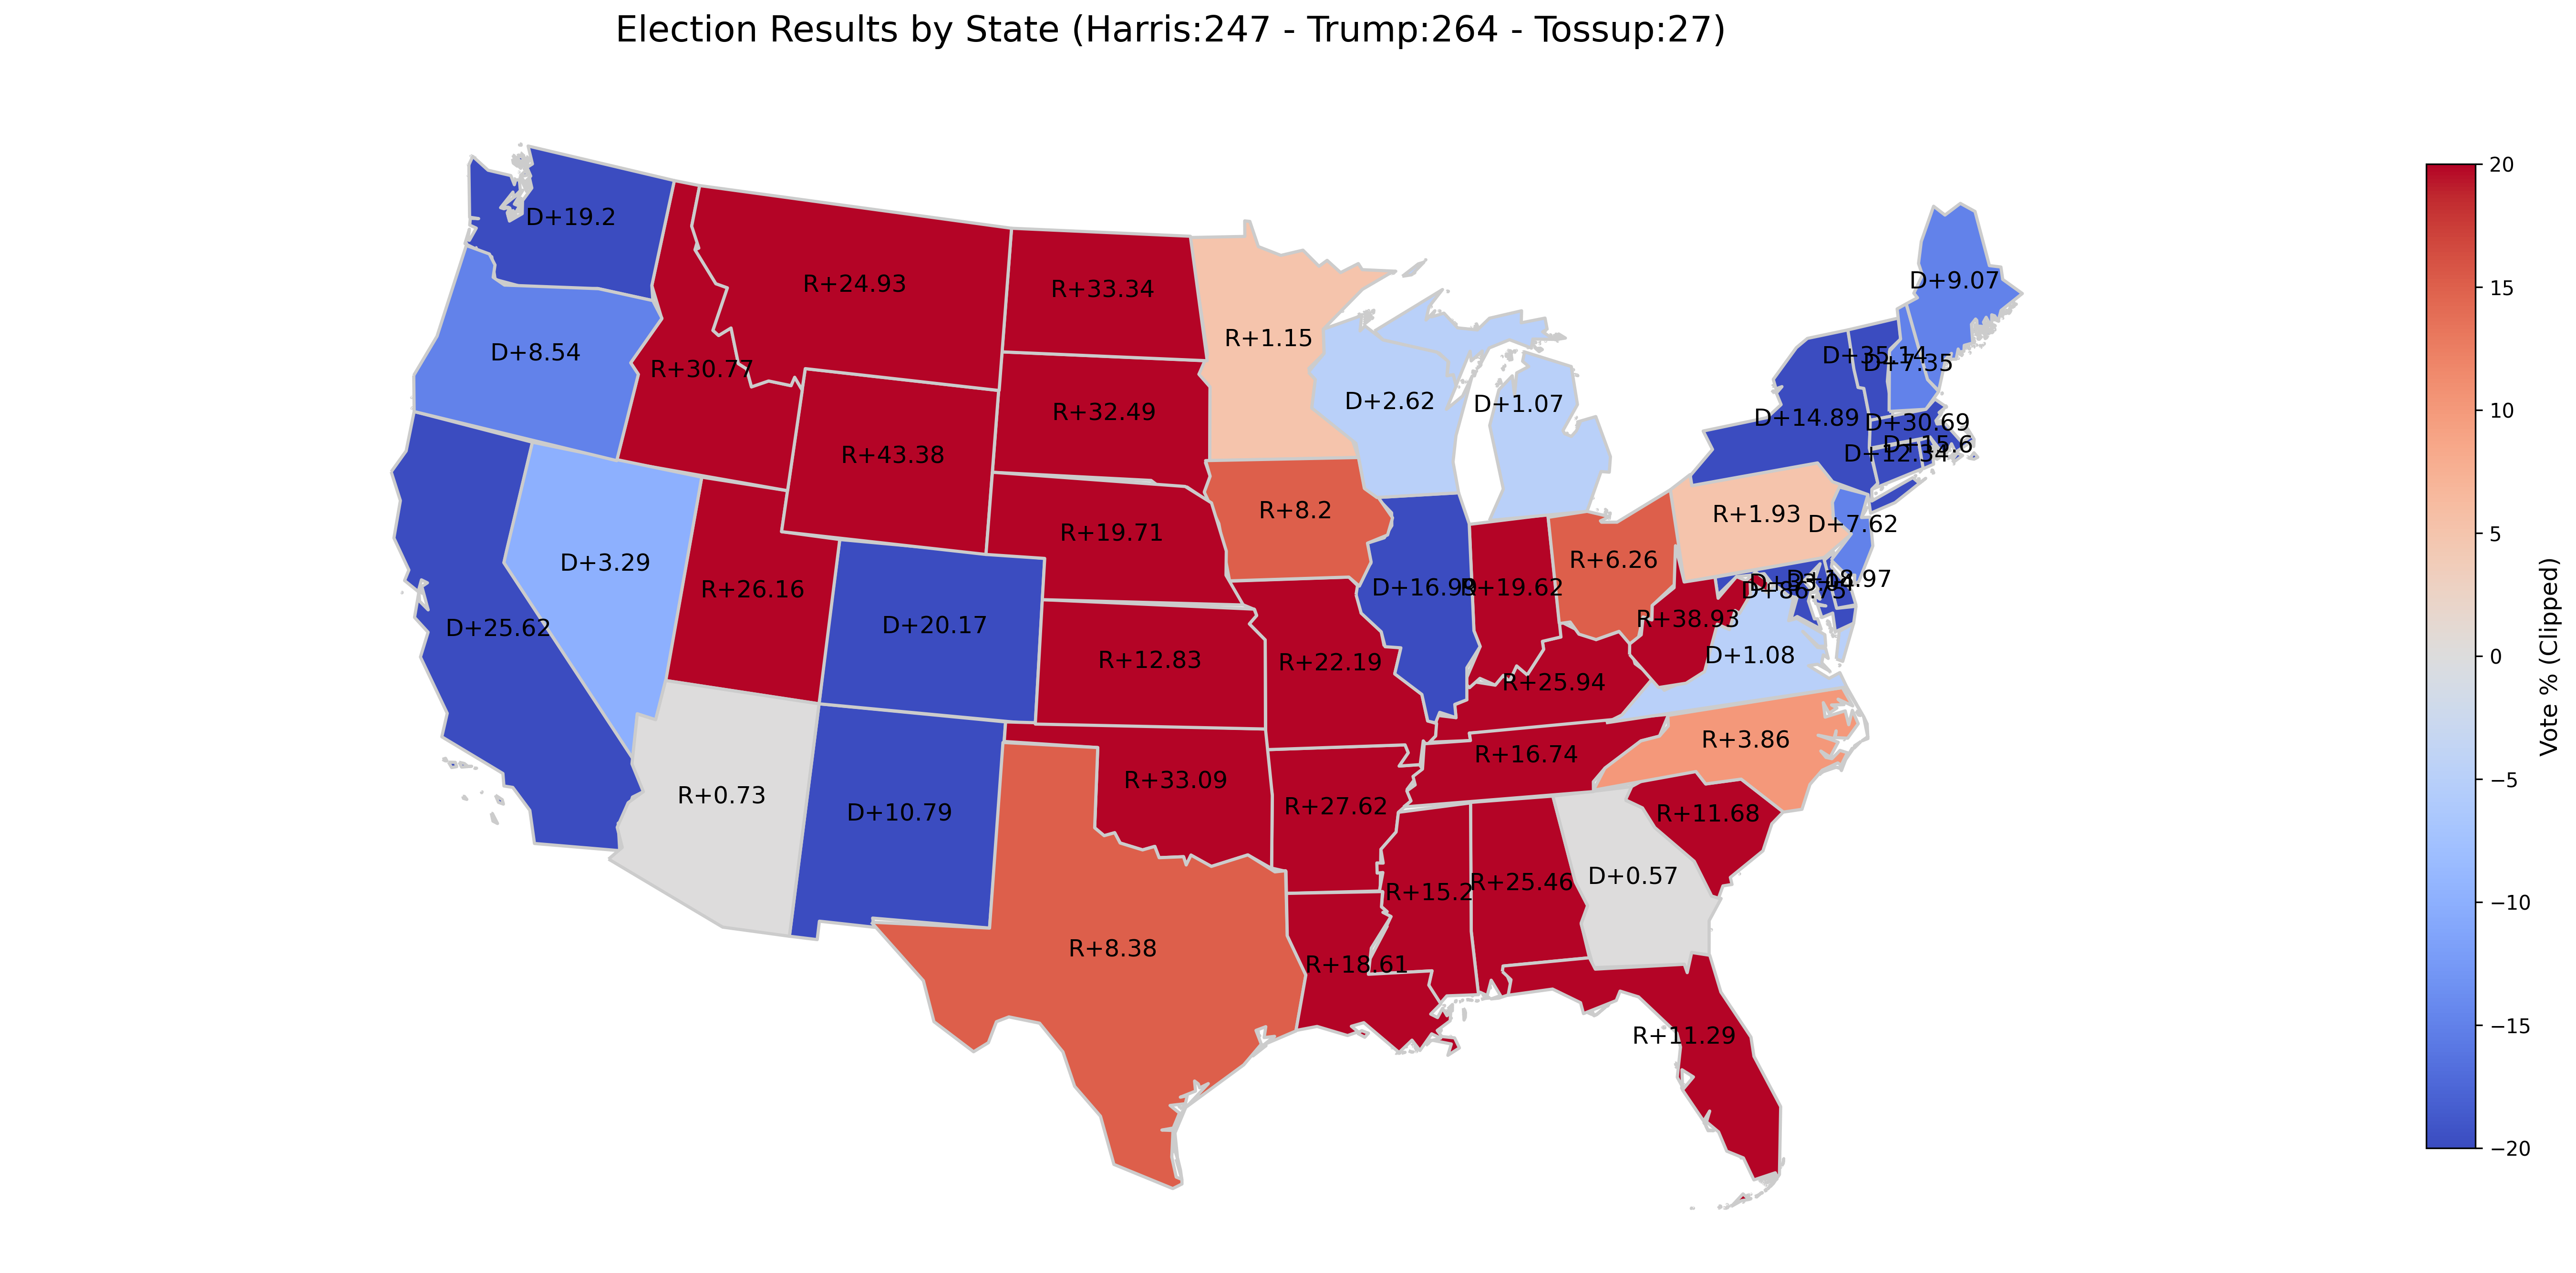 Election Results by State (Harris:247 - Trump:264 - Tossup:27)
D+19.2
D+9.07
R+24.93
R+33.34
R+1.15
D+8.54
D+35.14
D+7.35
R+30.77
D+2.62
D+1.07
R+32.49
D+14.89
D+30.69
D+15.6
R+43.38
D+12.34
R+8.2
R+1.93
D+7.62
R+19.71
D+3.29
R+6.26
D+16.99
R+19.62
D+18.97
D+86.75
R+26.16
D+25.62
D+20.17
R+38.93
R+12.83
R+22.19
D+1.08
R+25.94
R+3.86
R+16.74
R+0.73
R+33.09
D+10.79
R+27.62
R+11.68
R+15.2
R+25.46
D+0.57
R+8.38
R+18.61
R+11.29
20
15
10
5
0
−5
−10
−15
−20
Vote % (Clipped)